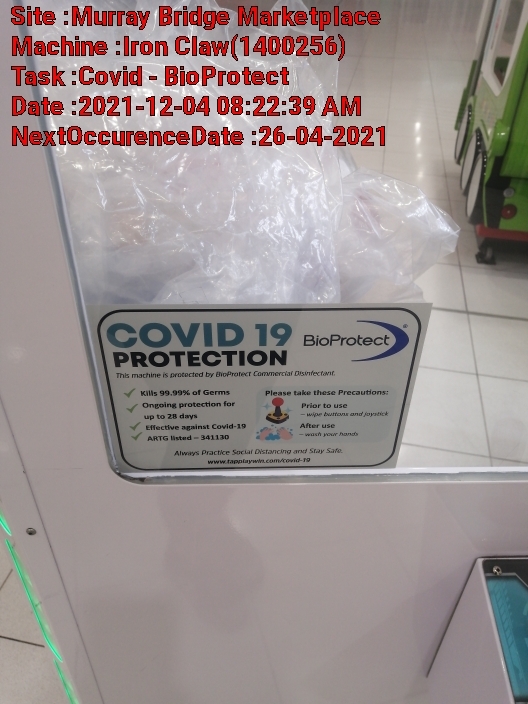 Site :Murray Bridge Marketplace
Machine :Iron Claw(1400256)
Task :Covid - BioProtect
Date :2021-12-04 08:22:39 AM
NextOccurenceDate :26-04-2021
COVID 19
PROTECTION
BioProtect®
This machine is protected by BioProtect Commercial Disinfectant.
Kills 99.99% of Germs
Ongoing protection for
up to 28 days
Effective against Covid-19
ARTG listed – 341130
Please take these Precautions:
Prior to use
– wipe buttons and joystick
After use
– wash your hands
Always Practice Social Distancing and Stay Safe.
www.tapplaywin.com/covid-19